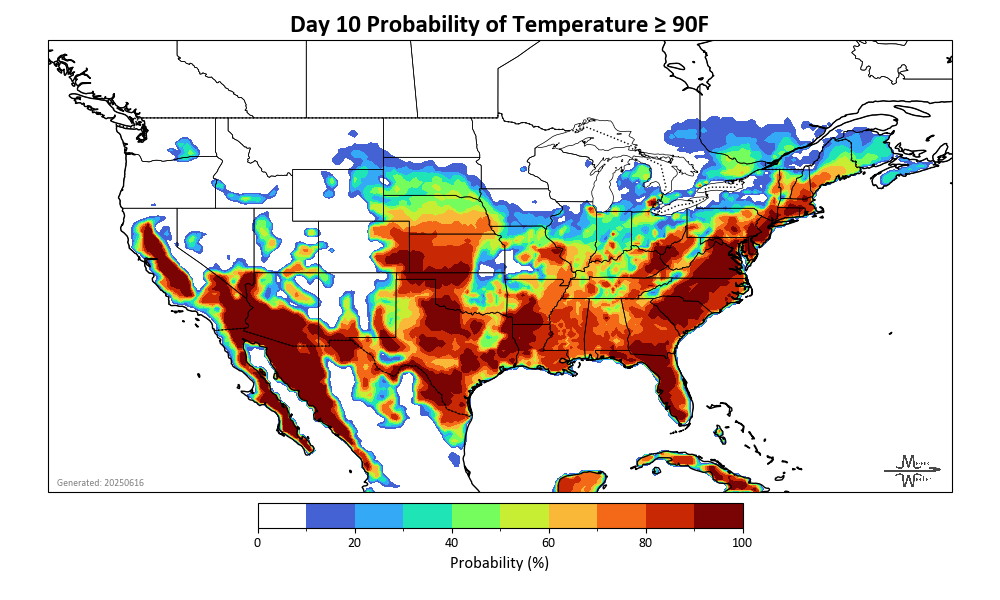 Day 10 Probability of Temperature ≥ 90F
Generated: 20250616
0 20 40 60 80 100
Probability (%)